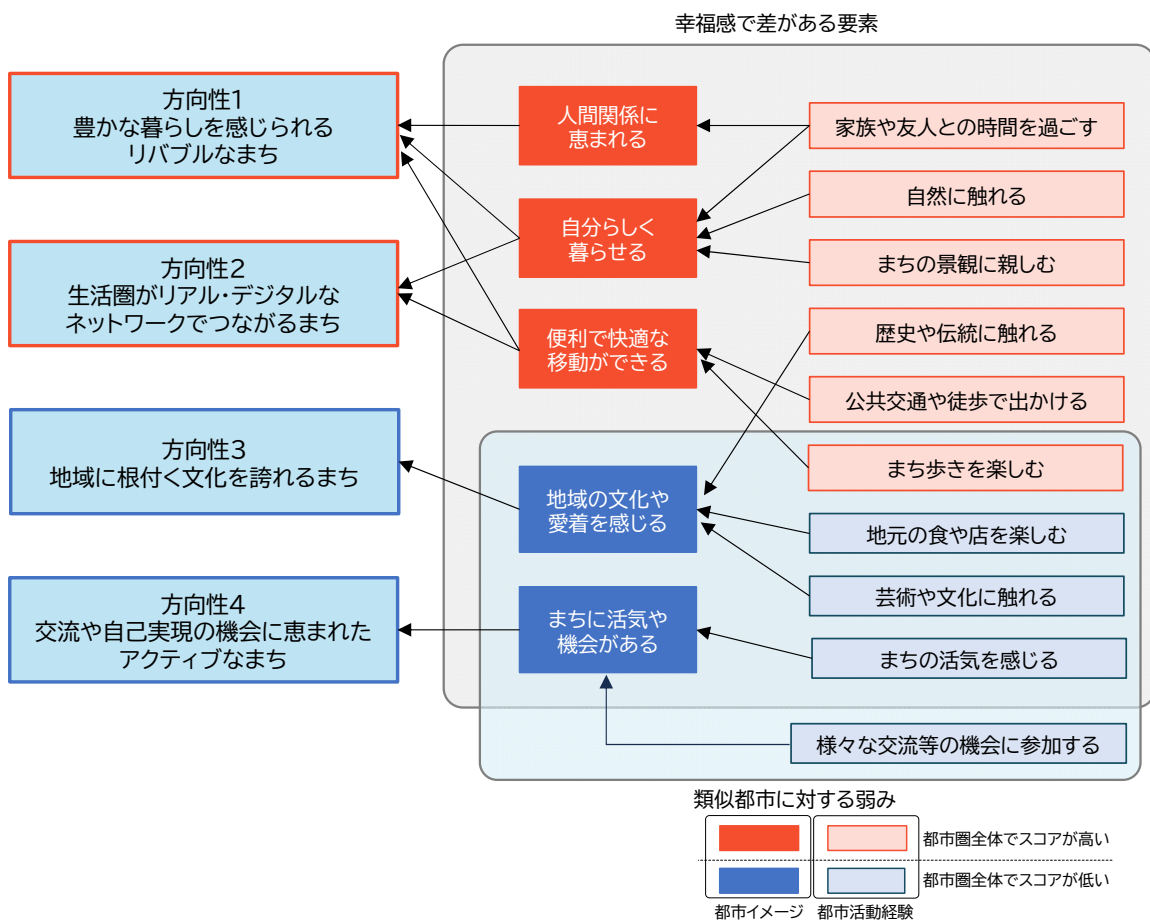 幸福感で差がある要素
方向性1
豊かな暮らしを感じられる
リバブルなまち
方向性2
生活圏がリアル・デジタルな
ネットワークでつながるまち
方向性3
地域に根付く文化を誇れるまち
方向性4
交流や自己実現の機会に恵まれた
アクティブなまち
人間関係に
恵まれる
自分らしく
暮らせる
便利で快適な
移動ができる
地域の文化や
愛着を感じる
まちに活気や
機会がある
家族や友人との時間を過ごす
自然に触れる
まちの景観に親しむ
歴史や伝統に触れる
公共交通や徒歩で出かける
まち歩きを楽しむ
地元の食や店を楽しむ
芸術や文化に触れる
まちの活気を感じる
様々な交流等の機会に参加する
類似都市に対する弱み
都市圏全体でスコアが高い
都市圏全体でスコアが低い
都市イメージ
都市活動経験